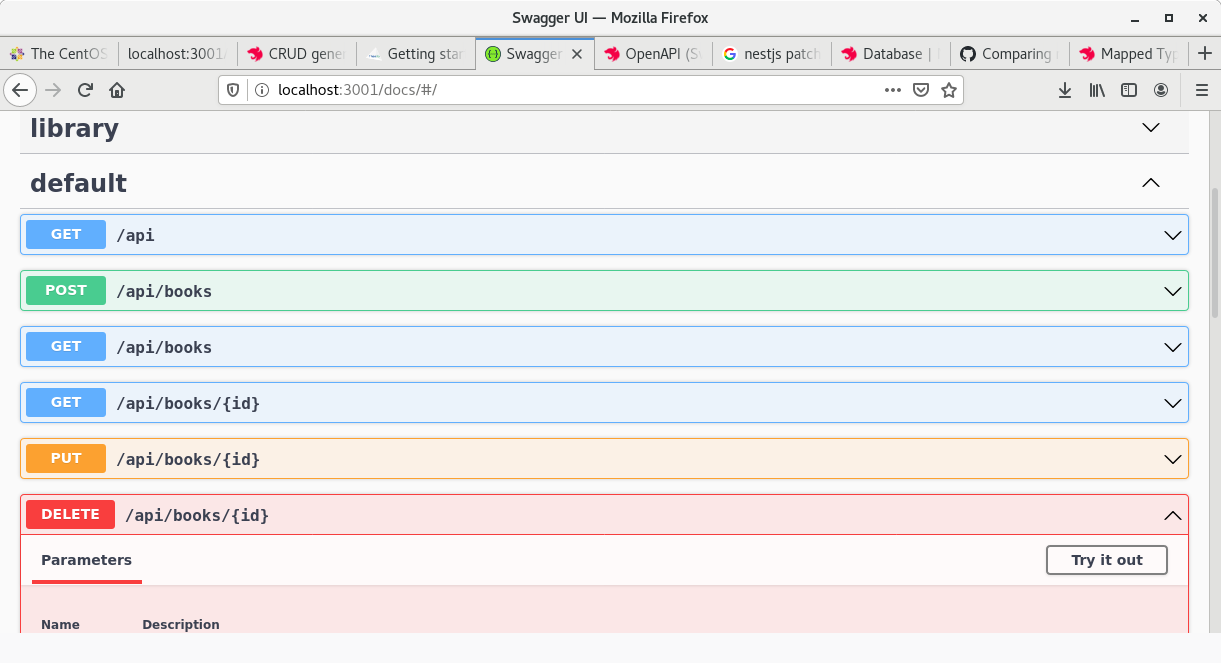 Swagger UI — Mozilla Firefox
The CentOS localhost:3001/ CRUD gener Getting star Swagger OpenAPI (Sw nestjs patch Database | Comparing Mapped Typ
localhost:3001/docs/#/
library
default
GET /api
POST /api/books
GET /api/books
GET /api/books/{id}
PUT /api/books/{id}
DELETE /api/books/{id}
Parameters Try it out
Name Description